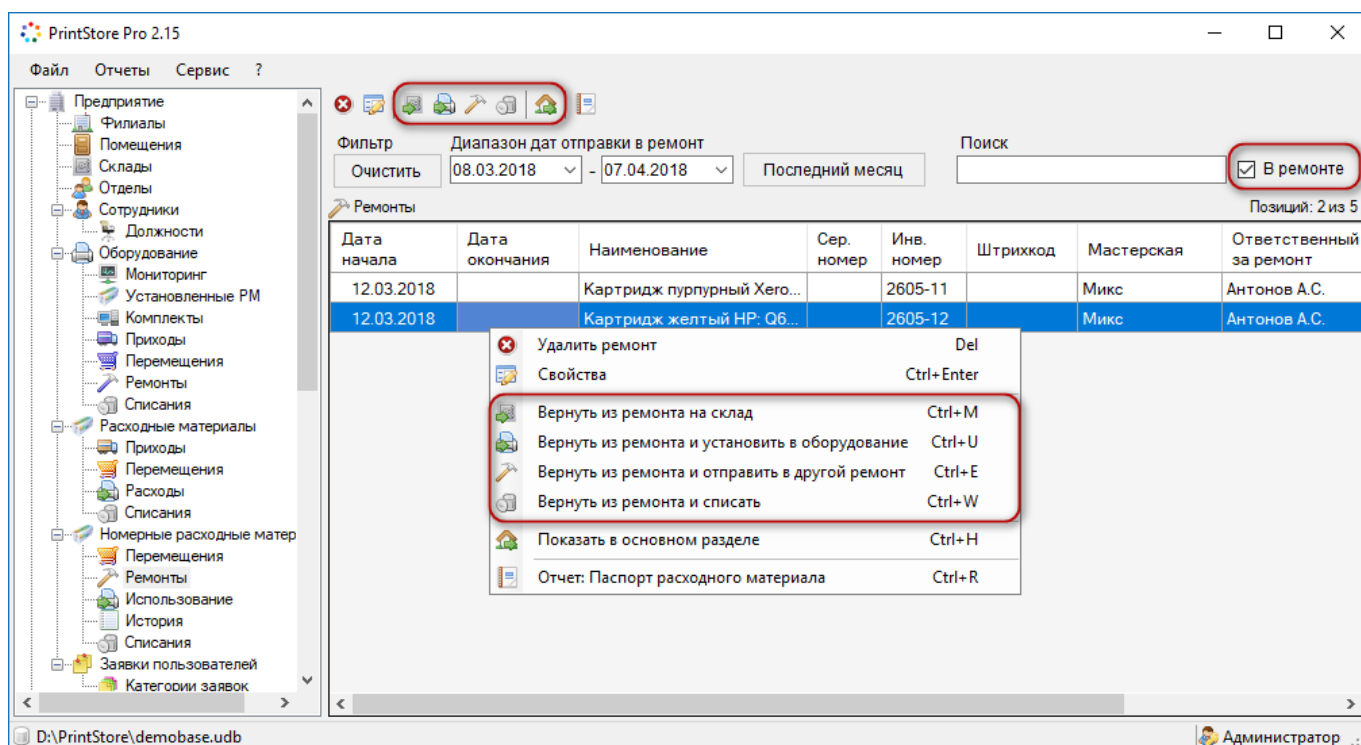 PrintStore Pro 2.15
Файл Отчеты Сервис ?
Предприятие
Филиалы
Помещения
Склады
Отделы
Сотрудники
Должности
Оборудование
Мониторинг
Установленные РМ
Комплекты
Приходы
Перемещения
Ремонты
Списания
Расходные материалы
Приходы
Перемещения
Расходы
Списания
Номерные расходные матер
Перемещения
Ремонты
Использование
История
Списания
Заявки пользователей
Категории заявок
Фильтр Диапазон дат отправки в ремонт Поиск
Очистить 08.03.2018 - 07.04.2018 Последний месяц В ремонте
Ремонты Позиций: 2 из 5
Дата начала Дата окончания Наименование Сер. номер Инв. номер Штрихкод Мастерская Ответственный за ремонт
12.03.2018 Картридж пурпурный Xero... 2605-11 Микс Антонов А.С.
12.03.2018 Картридж желтый HP: Q6... 2605-12 Микс Антонов А.С.
Удалить ремонт Del
Свойства Ctrl+Enter
Вернуть из ремонта на склад Ctrl+M
Вернуть из ремонта и установить в оборудование Ctrl+U
Вернуть из ремонта и отправить в другой ремонт Ctrl+E
Вернуть из ремонта и списать Ctrl+W
Показать в основном разделе Ctrl+H
Отчет: Паспорт расходного материала Ctrl+R
D:\PrintStore\demobase.udb Администратор